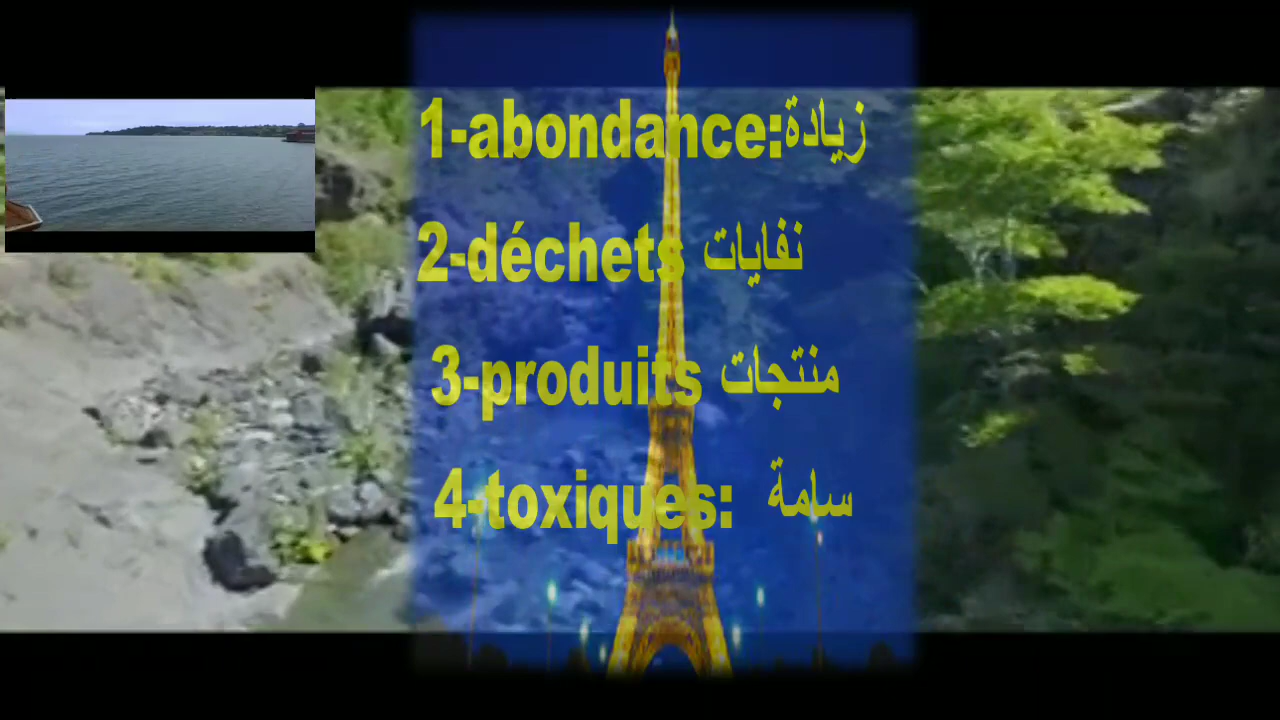 1-abondance:زيادة
2-déchets نفايات
3-produits منتجات
4-toxiques: سامة